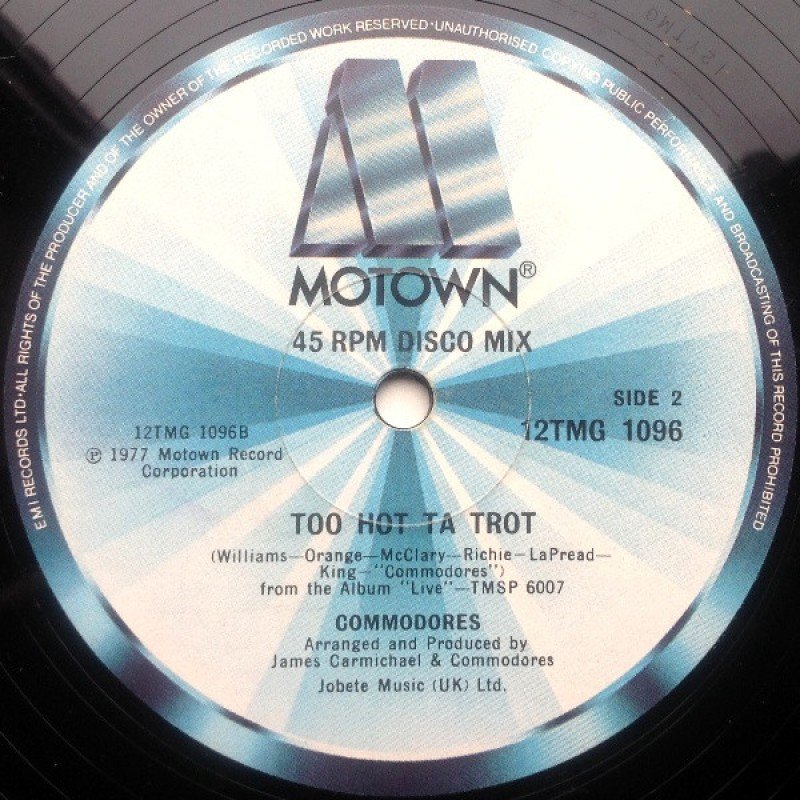 EMI RECORDS LTD·ALL RIGHTS OF THE PRODUCER AND OF THE OWNER OF THE RECORDED WORK RESERVED·UNAUTHORISED COPYING PUBLIC PERFORMANCE AND BROADCASTING OF THIS RECORD PROHIBITED
MOTOWN®
45 RPM DISCO MIX
SIDE 2
12TMG 1096
12TMG 1096B
℗ 1977 Motown Record
Corporation
TOO HOT TA TROT
(Williams—Orange—McClary—Richie—LaPread—
King—"Commodores")
from the Album "Live"—TMSP 6007
COMMODORES
Arranged and Produced by
James Carmichael & Commodores
Jobete Music (UK) Ltd.